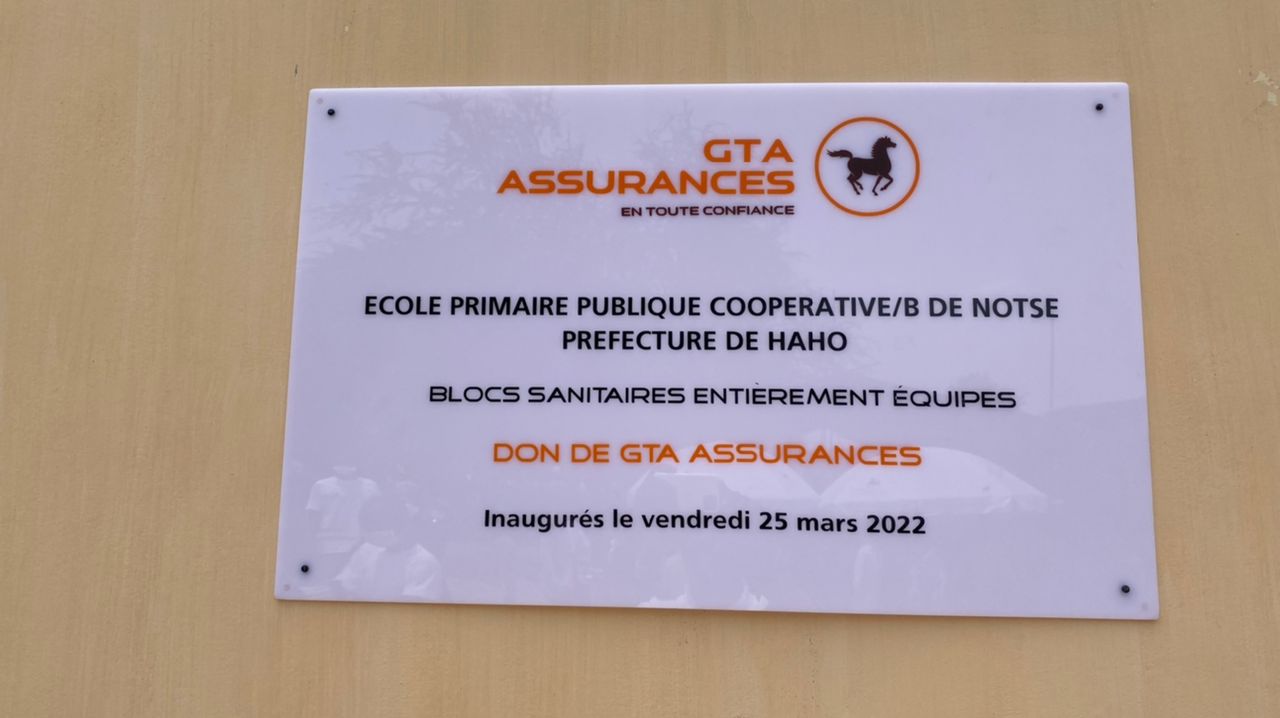 GTA
ASSURANCES
EN TOUTE CONFIANCE
ECOLE PRIMAIRE PUBLIQUE COOPERATIVE/B DE NOTSE
PREFECTURE DE HAHO
BLOCS SANITAIRES ENTIÈREMENT ÉQUIPES
DON DE GTA ASSURANCES
Inaugurés le vendredi 25 mars 2022